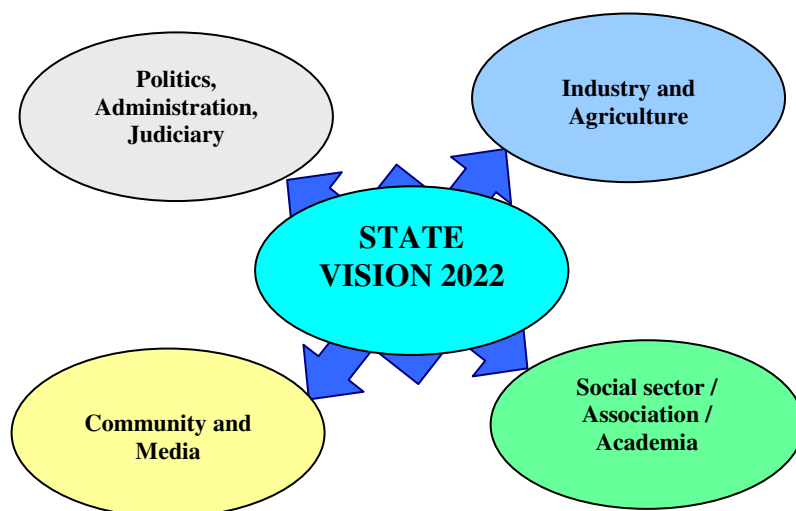 Politics,
Administration,
Judiciary
Industry and
Agriculture
STATE
VISION 2022
Community and
Media
Social sector /
Association /
Academia